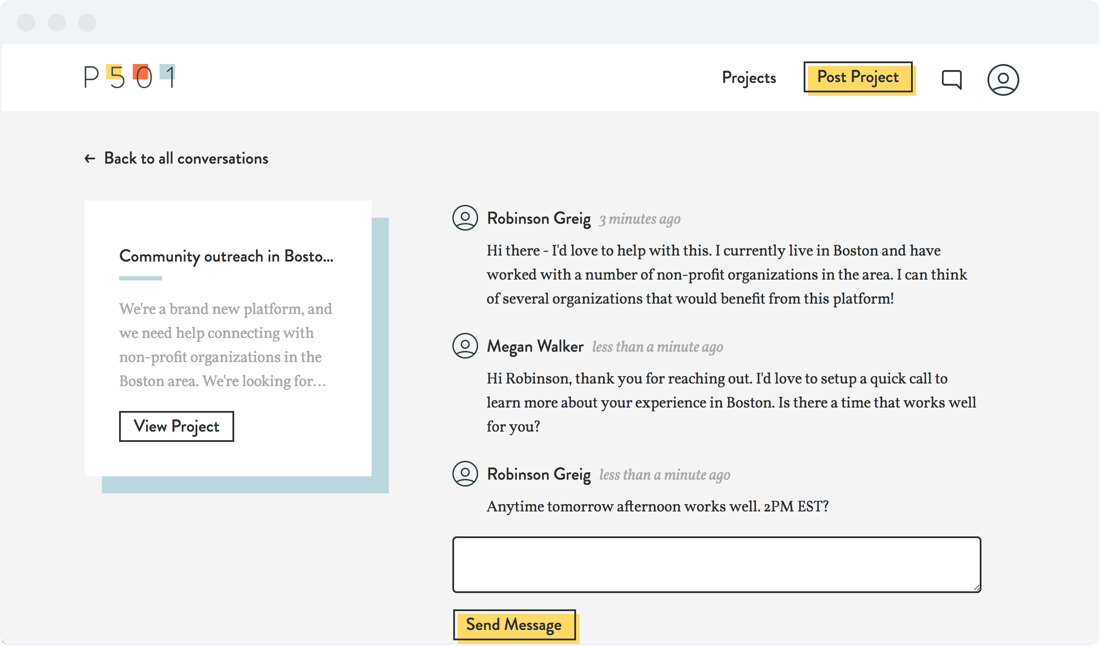 P501
Projects
Post Project
← Back to all conversations
Community outreach in Bosto...
We're a brand new platform, and
we need help connecting with
non-profit organizations in the
Boston area. We're looking for...
View Project
Robinson Greig 3 minutes ago
Hi there - I'd love to help with this. I currently live in Boston and have
worked with a number of non-profit organizations in the area. I can think
of several organizations that would benefit from this platform!
Megan Walker less than a minute ago
Hi Robinson, thank you for reaching out. I'd love to setup a quick call to
learn more about your experience in Boston. Is there a time that works well
for you?
Robinson Greig less than a minute ago
Anytime tomorrow afternoon works well. 2PM EST?
Send Message